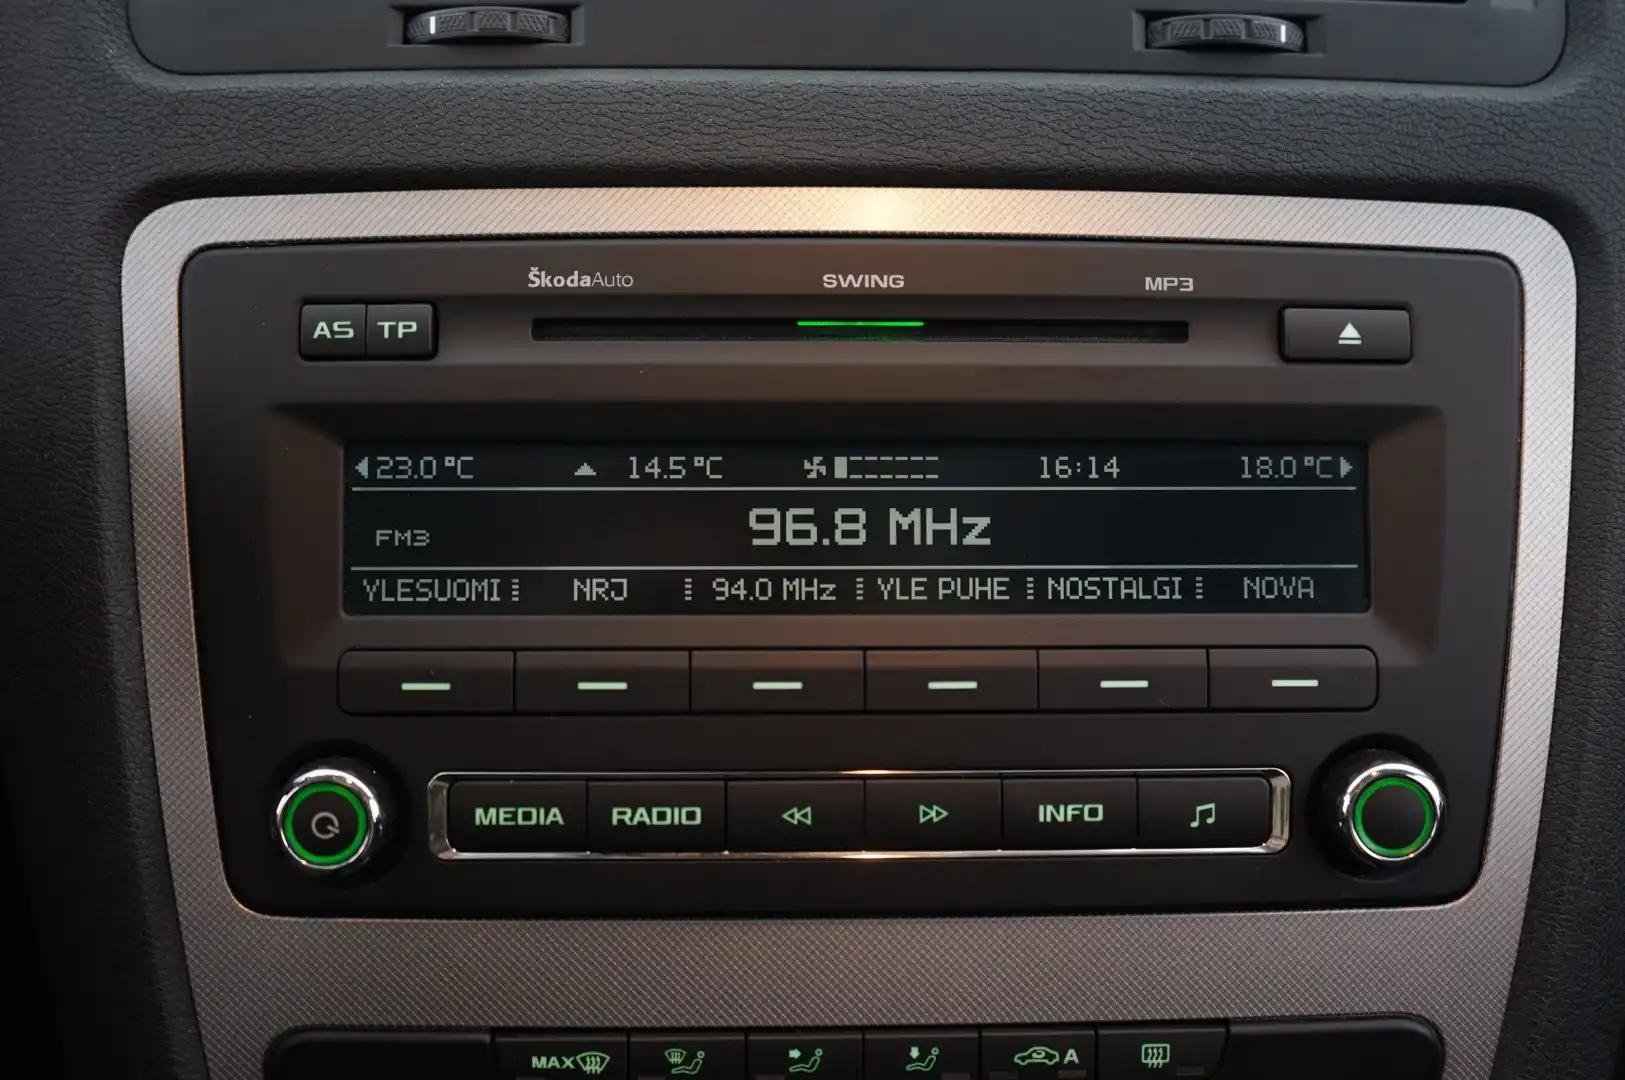 ŠkodaAuto SWING MP3
AS TP
23.0 °C 14.5 °C 16:14 18.0 °C
FM3 96.8 MHz
YLESUOMI NRJ 94.0 MHz YLE PUHE NOSTALGI NOVA
MEDIA RADIO INFO
MAX A